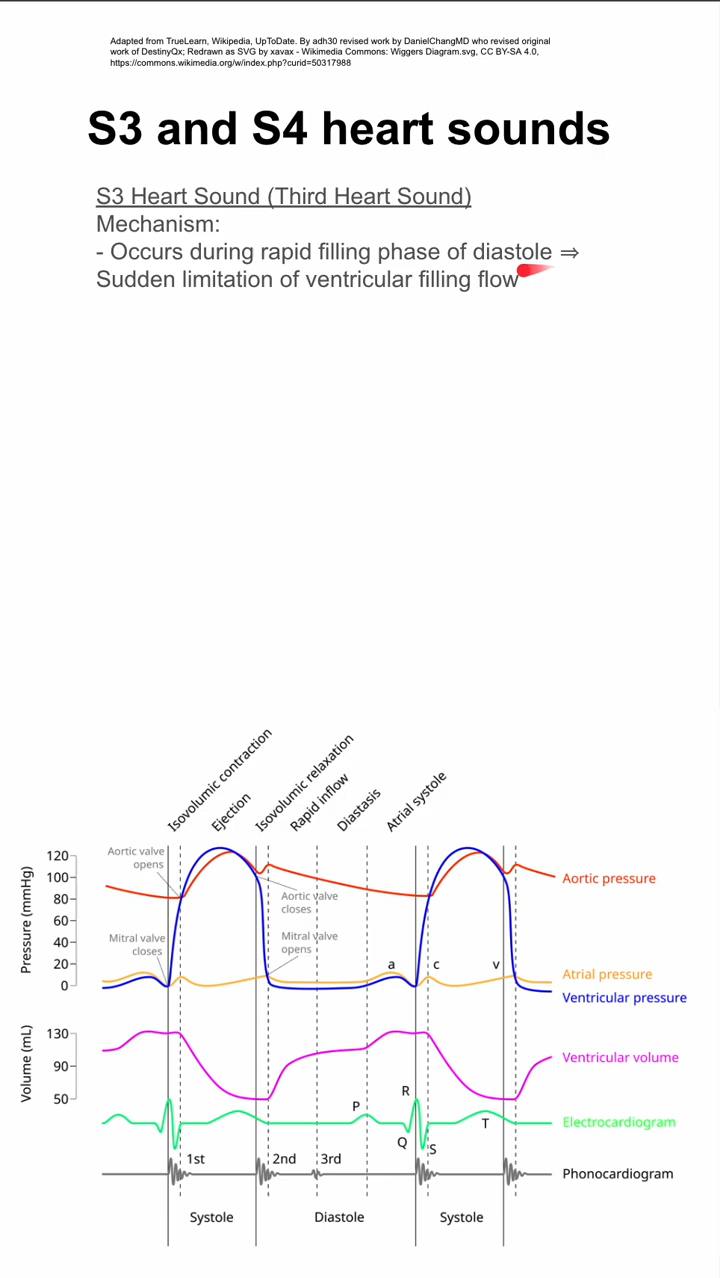 Adapted from TrueLearn, Wikipedia, UpToDate. By adh30 revised work by DanielChangMD who revised original
work of DestinyQx; Redrawn as SVG by xavax - Wikimedia Commons: Wiggers Diagram.svg, CC BY-SA 4.0,
https://commons.wikimedia.org/w/index.php?curid=50317988
S3 and S4 heart sounds
S3 Heart Sound (Third Heart Sound)
Mechanism:
- Occurs during rapid filling phase of diastole ⇒
Sudden limitation of ventricular filling flow
Isovolumic contraction
Ejection
Isovolumic relaxation
Rapid inflow
Diastasis
Atrial systole
Pressure (mmHg)
120
100
80
60
40
20
0
Aortic valve
opens
Aortic valve
closes
Mitral valve
closes
Mitral valve
opens
a
c
v
Aortic pressure
Atrial pressure
Ventricular pressure
Volume (mL)
130
90
50
Ventricular volume
R
P
Q
S
T
Electrocardiogram
1st
2nd
3rd
Phonocardiogram
Systole
Diastole
Systole